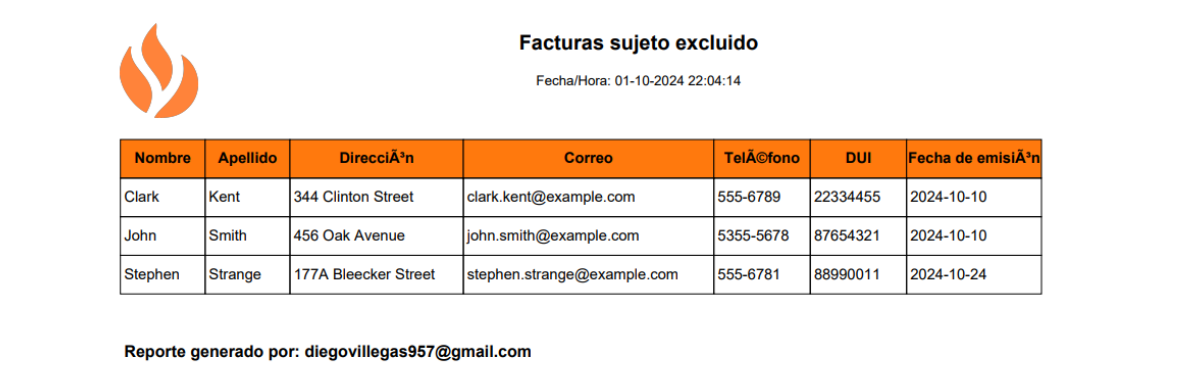 Facturas sujeto excluido
Fecha/Hora: 01-10-2024 22:04:14
Nombre Apellido DirecciÃ³n Correo TelÃ©fono DUI Fecha de emisiÃ³n
Clark Kent 344 Clinton Street clark.kent@example.com 555-6789 22334455 2024-10-10
John Smith 456 Oak Avenue john.smith@example.com 5355-5678 87654321 2024-10-10
Stephen Strange 177A Bleecker Street stephen.strange@example.com 555-6781 88990011 2024-10-24
Reporte generado por: diegovillegas957@gmail.com